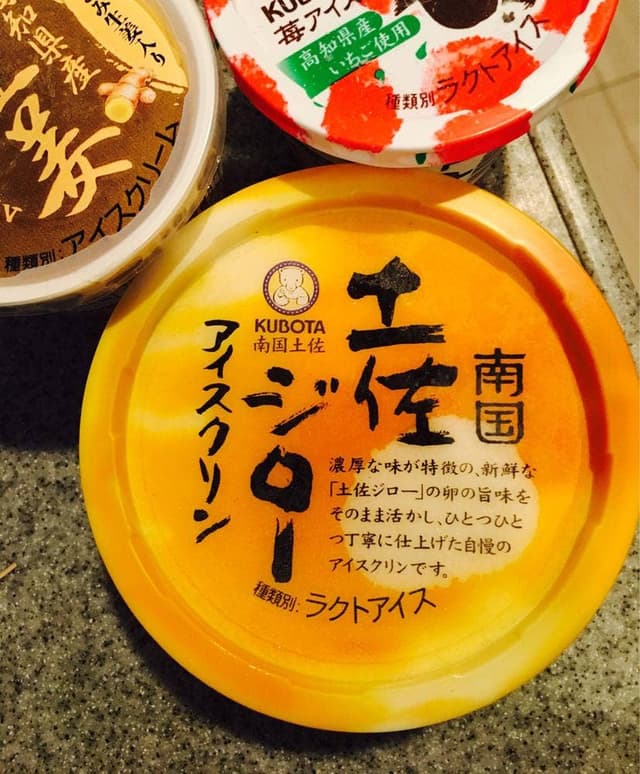 高知県産
アイスクリーム
種類別:
KUBOTA
苺アイス
高知県産
いちご使用
種類別:ラクトアイス
KUBOTA
南国土佐
南国
土佐
ジロー
アイスクリン
濃厚な味が特徴の、新鮮な
「土佐ジロー」の卵の旨味を
そのまま活かし、ひとつひと
つ丁寧に仕上げた自慢の
アイスクリンです。
種類別:ラクトアイス